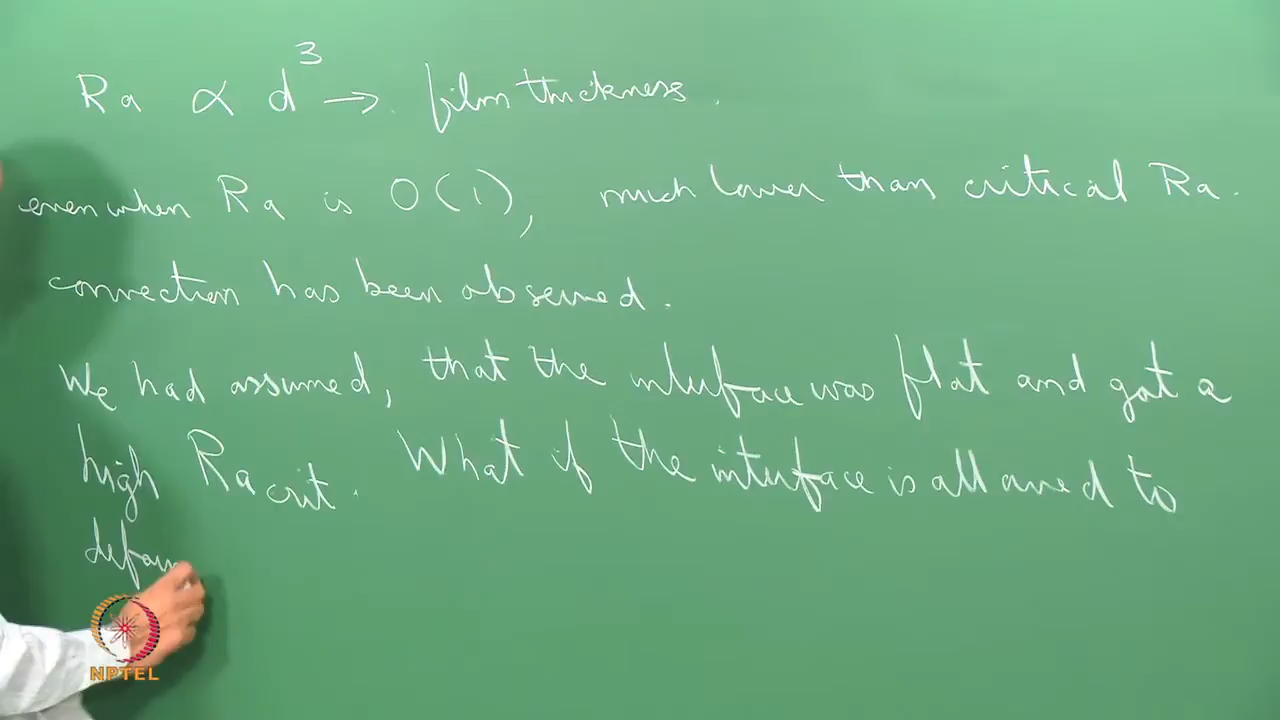 Ra ∝ d³ → film thickness.
even when Ra is O(1), much lower than critical Ra.
convection has been observed.
We had assumed, that the interface was flat and got a
high Ra crit. What if the interface is allowed to
deform
NPTEL